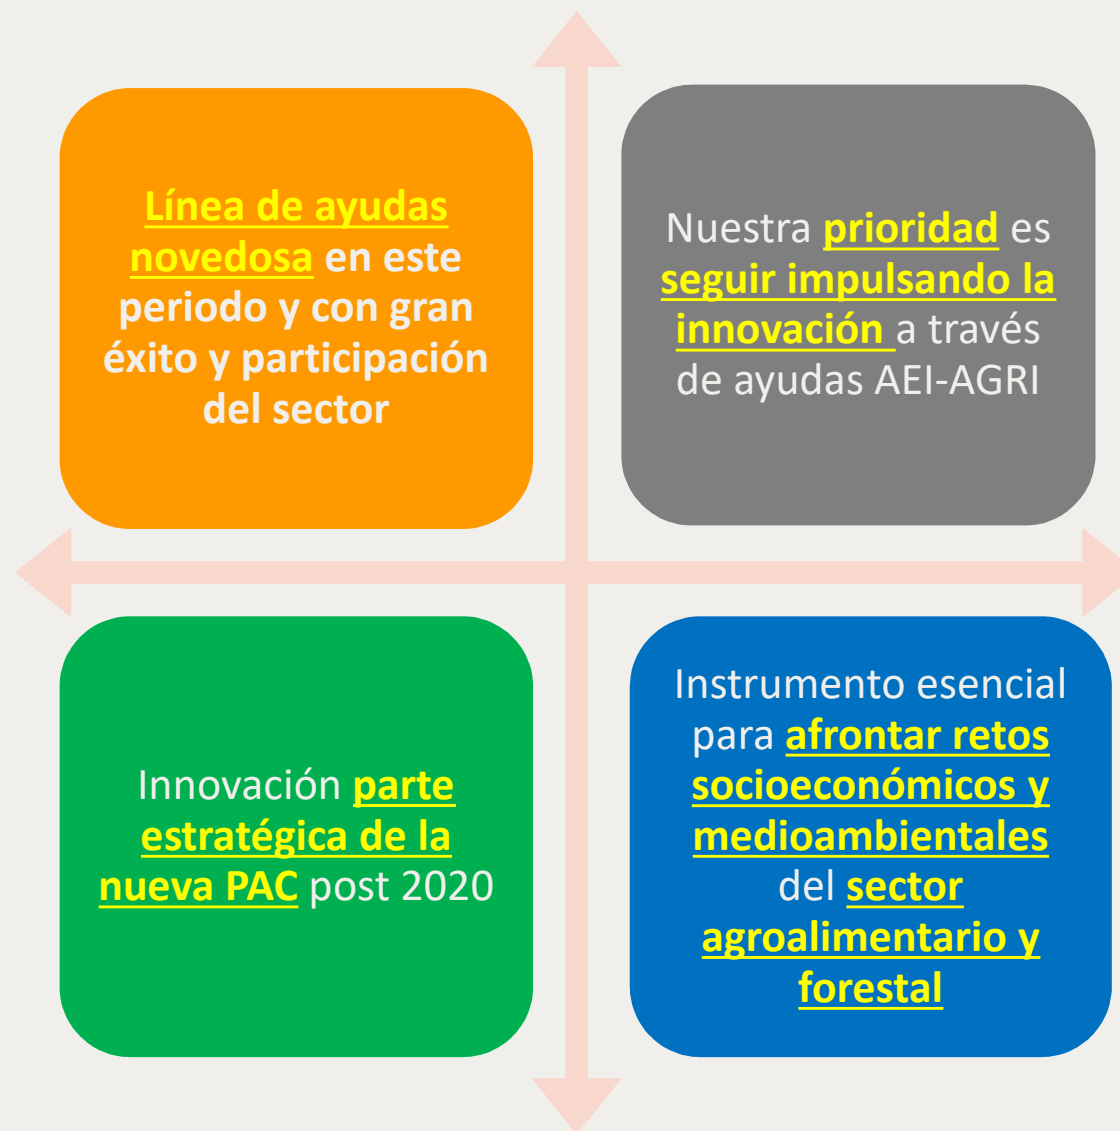 Línea de ayudas
novedosa en este
periodo y con gran
éxito y participación
del sector
Nuestra prioridad es
seguir impulsando la
innovación a través
de ayudas AEI-AGRI
Innovación parte
estratégica de la
nueva PAC post 2020
Instrumento esencial
para afrontar retos
socioeconómicos y
medioambientales
del sector
agroalimentario y
forestal